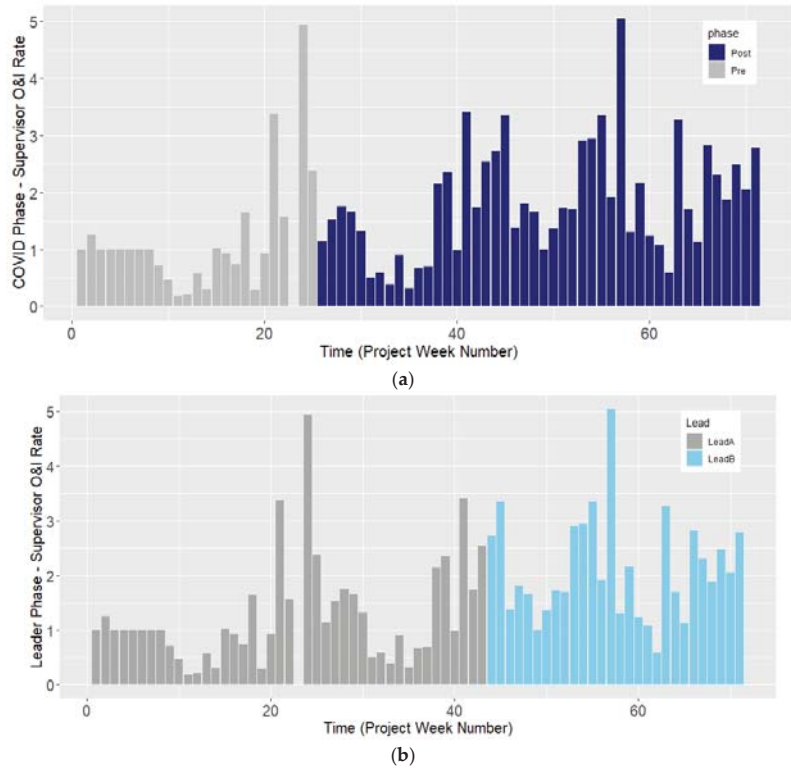 COVID Phase - Supervisor O&I Rate
5
4
3
2
1
0
phase
Post
Pre
0
20
40
60
Time (Project Week Number)
(a)
Leader Phase - Supervisor O&I Rate
5
4
3
2
1
0
Lead
LeadA
LeadB
0
20
40
60
Time (Project Week Number)
(b)